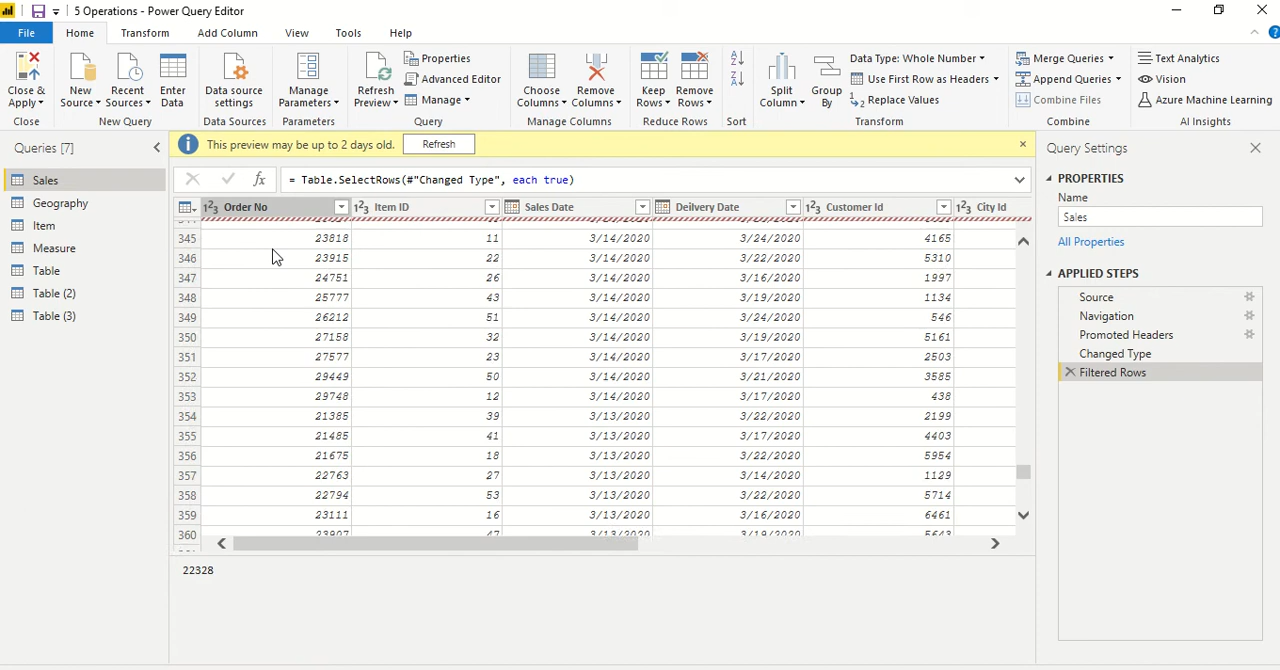 5 Operations - Power Query Editor
File Home Transform Add Column View Tools Help
Close & Apply New Source Recent Sources Enter Data Data source settings Manage Parameters Refresh Preview Properties Advanced Editor Manage Choose Columns Remove Columns Keep Rows Remove Rows Split Column Group By Data Type: Whole Number Use First Row as Headers Replace Values Merge Queries Append Queries Combine Files Text Analytics Vision Azure Machine Learning
Close New Query Data Sources Parameters Query Manage Columns Reduce Rows Sort Transform Combine AI Insights
Queries [7]
Sales
Geography
Item
Measure
Table
Table (2)
Table (3)
This preview may be up to 2 days old. Refresh
= Table.SelectRows(#"Changed Type", each true)
Order No Item ID Sales Date Deilvery Date Customer Id City Id
345 23818 11 3/14/2020 3/24/2020 4165
346 23915 22 3/14/2020 3/22/2020 5310
347 24751 26 3/14/2020 3/16/2020 1997
348 25777 43 3/14/2020 3/19/2020 1134
349 26212 51 3/14/2020 3/24/2020 546
350 27158 32 3/14/2020 3/19/2020 5161
351 27577 23 3/14/2020 3/17/2020 2503
352 29449 50 3/14/2020 3/21/2020 3585
353 29748 12 3/14/2020 3/17/2020 438
354 21385 39 3/13/2020 3/22/2020 2199
355 21485 41 3/13/2020 3/17/2020 4403
356 21675 18 3/13/2020 3/22/2020 5954
357 22763 27 3/13/2020 3/14/2020 1129
358 22794 53 3/13/2020 3/22/2020 5714
359 23111 16 3/13/2020 3/16/2020 6461
360 23907 47 3/13/2020 3/19/2020 5643
22328
Query Settings
PROPERTIES
Name
Sales
All Properties
APPLIED STEPS
Source
Navigation
Promoted Headers
Changed Type
Filtered Rows